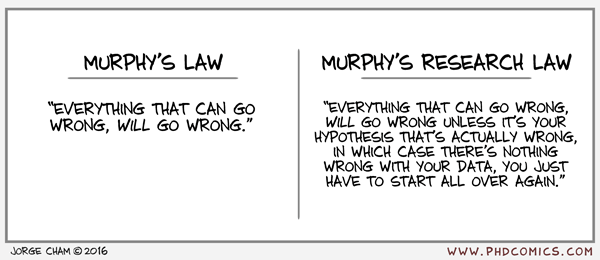 MURPHY'S LAW
"EVERYTHING THAT CAN GO
WRONG, WILL GO WRONG."
MURPHY'S RESEARCH LAW
"EVERYTHING THAT CAN GO WRONG,
WILL GO WRONG UNLESS IT'S YOUR
HYPOTHESIS THAT'S ACTUALLY WRONG,
IN WHICH CASE THERE'S NOTHING
WRONG WITH YOUR DATA, YOU JUST
HAVE TO START ALL OVER AGAIN."
JORGE CHAM © 2016
WWW.PHDCOMICS.COM